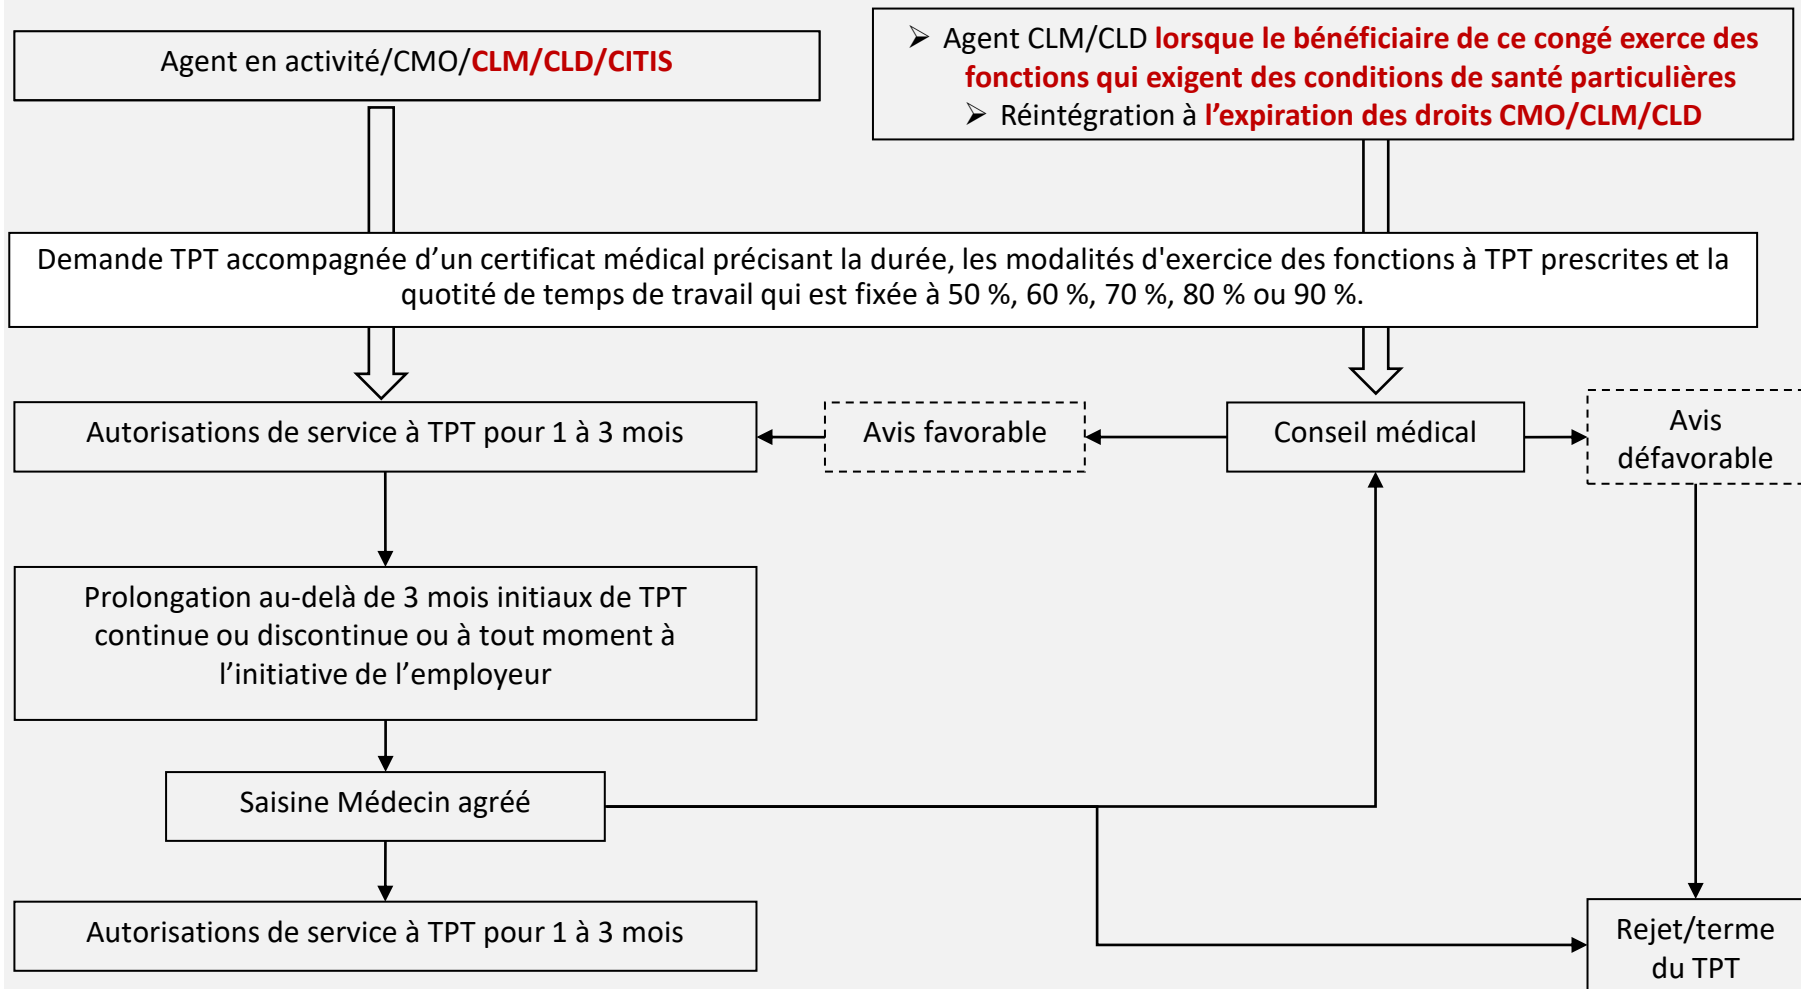 Agent en activité/CMO/CLM/CLD/CITIS
➢ Agent CLM/CLD lorsque le bénéficiaire de ce congé exerce des
fonctions qui exigent des conditions de santé particulières
➢ Réintégration à l’expiration des droits CMO/CLM/CLD
Demande TPT accompagnée d’un certificat médical précisant la durée, les modalités d'exercice des fonctions à TPT prescrites et la
quotité de temps de travail qui est fixée à 50 %, 60 %, 70 %, 80 % ou 90 %.
Autorisations de service à TPT pour 1 à 3 mois
Avis favorable
Conseil médical
Avis
défavorable
Prolongation au-delà de 3 mois initiaux de TPT
continue ou discontinue ou à tout moment à
l’initiative de l’employeur
Saisine Médecin agréé
Autorisations de service à TPT pour 1 à 3 mois
Rejet/terme
du TPT